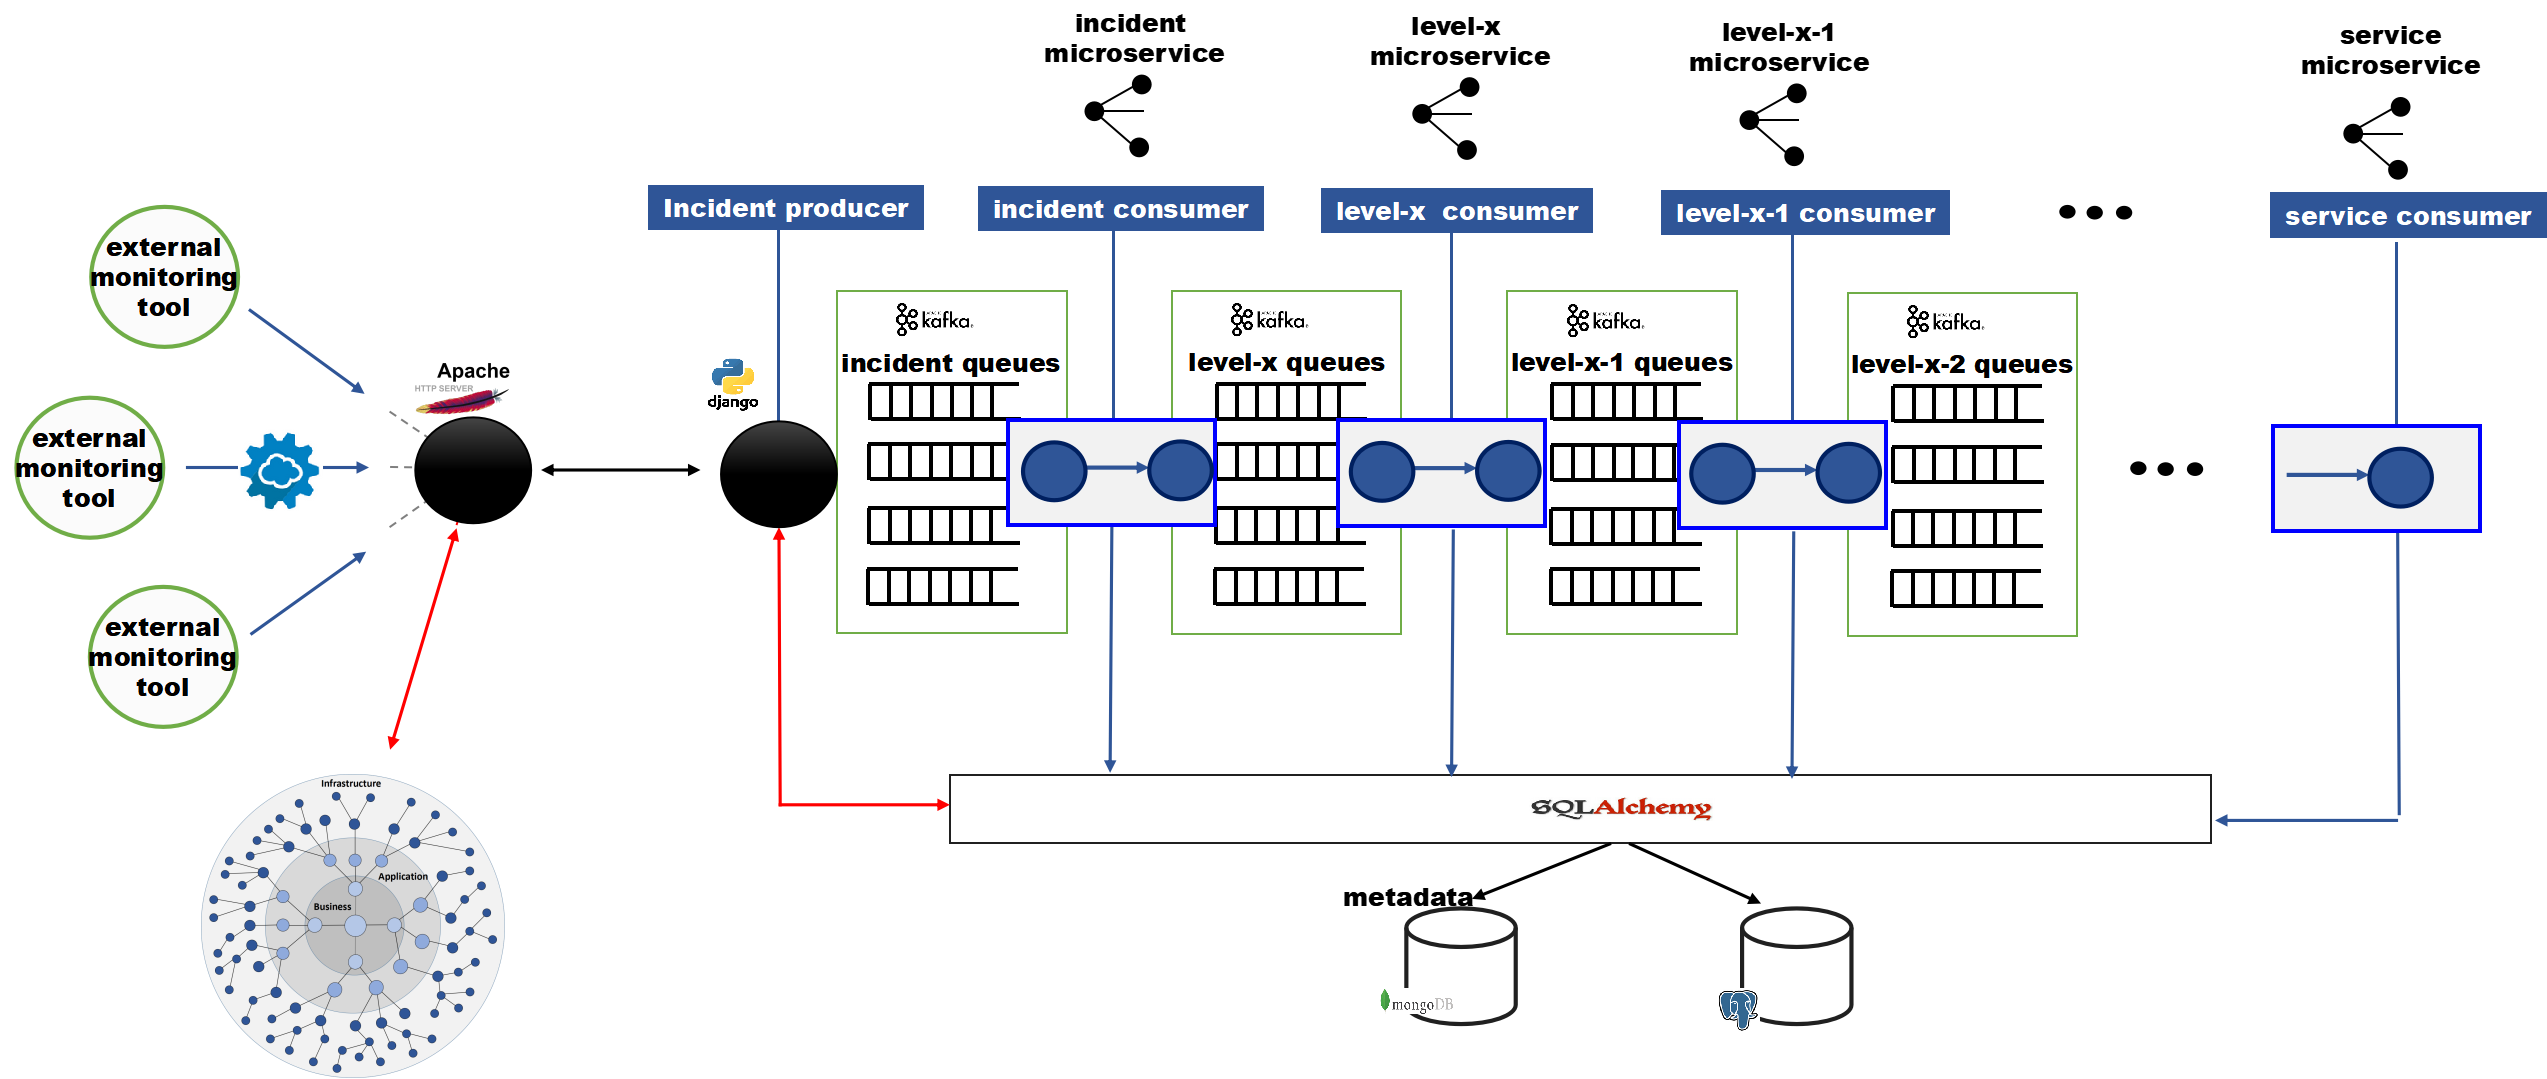 incident
microservice
level-x
microservice
level-x-1
microservice
service
microservice
Incident producer
incident consumer
level-x consumer
level-x-1 consumer
service consumer
external
monitoring
tool
external
monitoring
tool
external
monitoring
tool
Apache
HTTP SERVER
django
kafka
incident queues
kafka
level-x queues
kafka
level-x-1 queues
kafka
level-x-2 queues
Infrastructure
Application
Business
SQLAlchemy
metadata
mongoDB